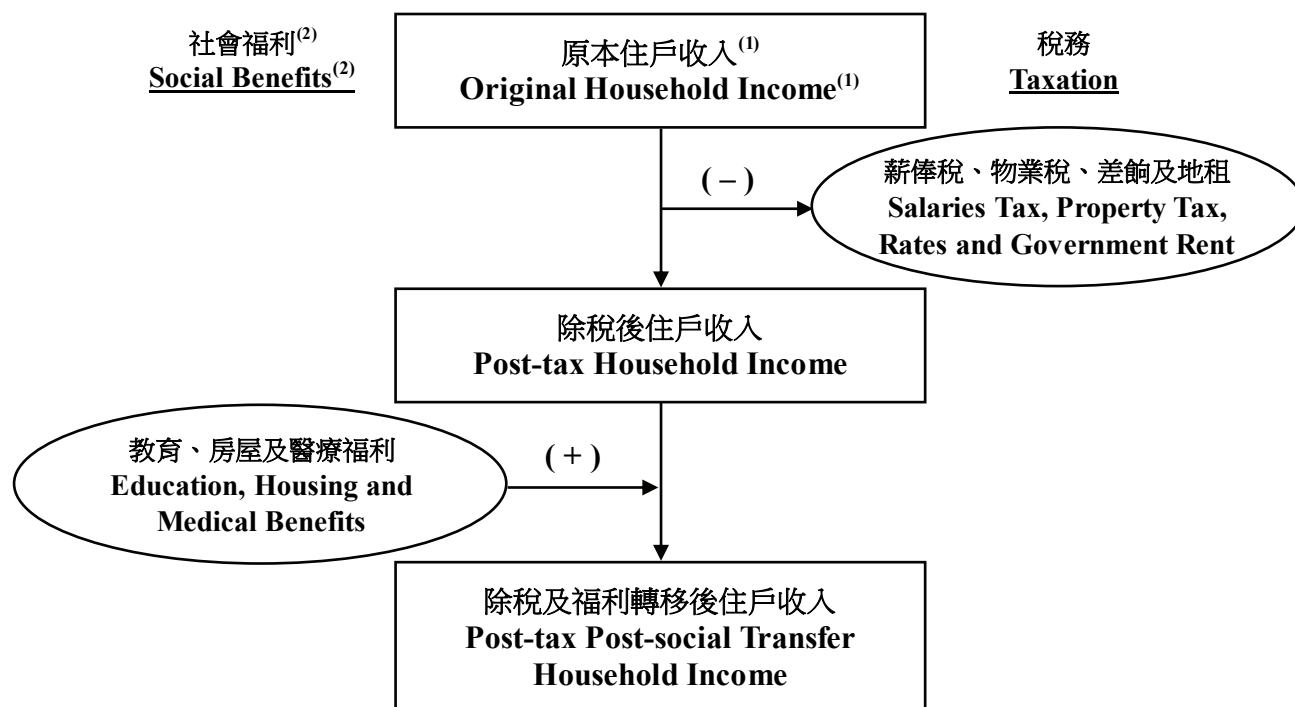 社會福利(2)
Social Benefits(2)
原本住戶收入(1)
Original Household Income(1)
稅務
Taxation
( – )
薪俸稅、物業稅、差餉及地租
Salaries Tax, Property Tax,
Rates and Government Rent
除稅後住戶收入
Post-tax Household Income
教育、房屋及醫療福利
Education, Housing and
Medical Benefits
( + )
除稅及福利轉移後住戶收入
Post-tax Post-social Transfer
Household Income